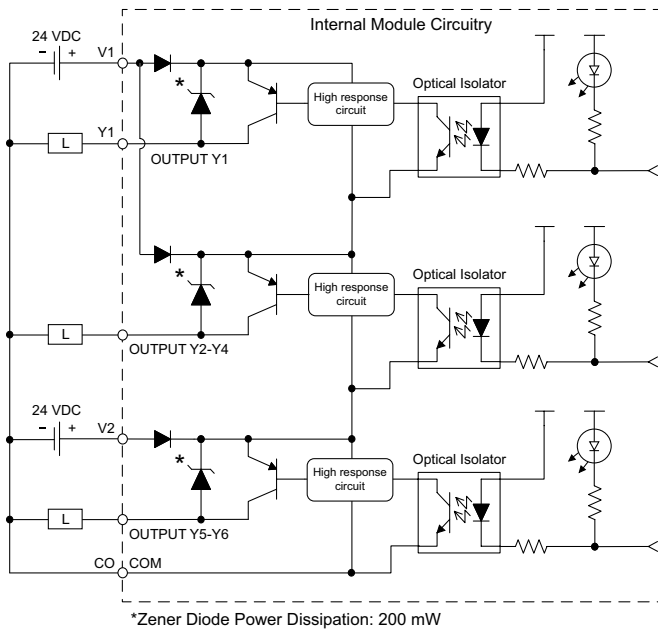 Internal Module Circuitry
24 VDC
– +
V1
*
High response
circuit
Optical Isolator
Y1
L
OUTPUT Y1
*
High response
circuit
Optical Isolator
L
OUTPUT Y2-Y4
24 VDC
– +
V2
*
High response
circuit
Optical Isolator
L
OUTPUT Y5-Y6
CO COM
*Zener Diode Power Dissipation: 200 mW